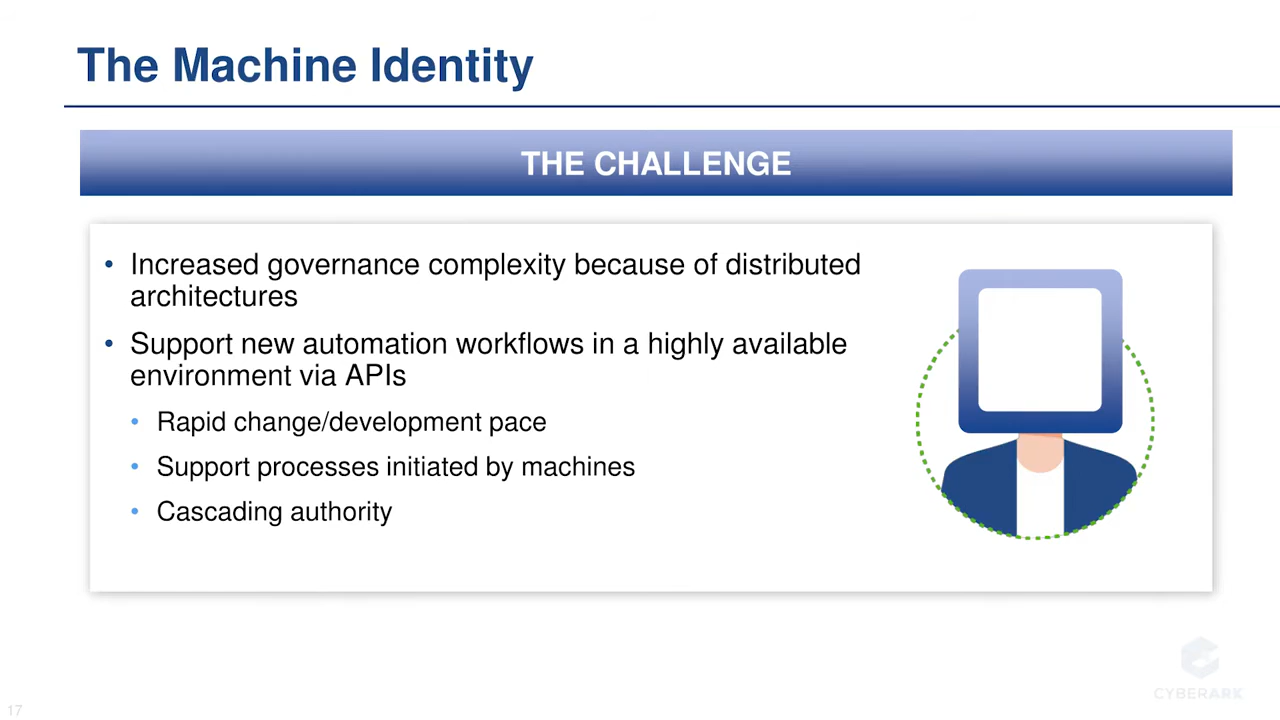 The Machine Identity
THE CHALLENGE
• Increased governance complexity because of distributed
architectures
• Support new automation workflows in a highly available
environment via APIs
• Rapid change/development pace
• Support processes initiated by machines
• Cascading authority
CYBERARK
17